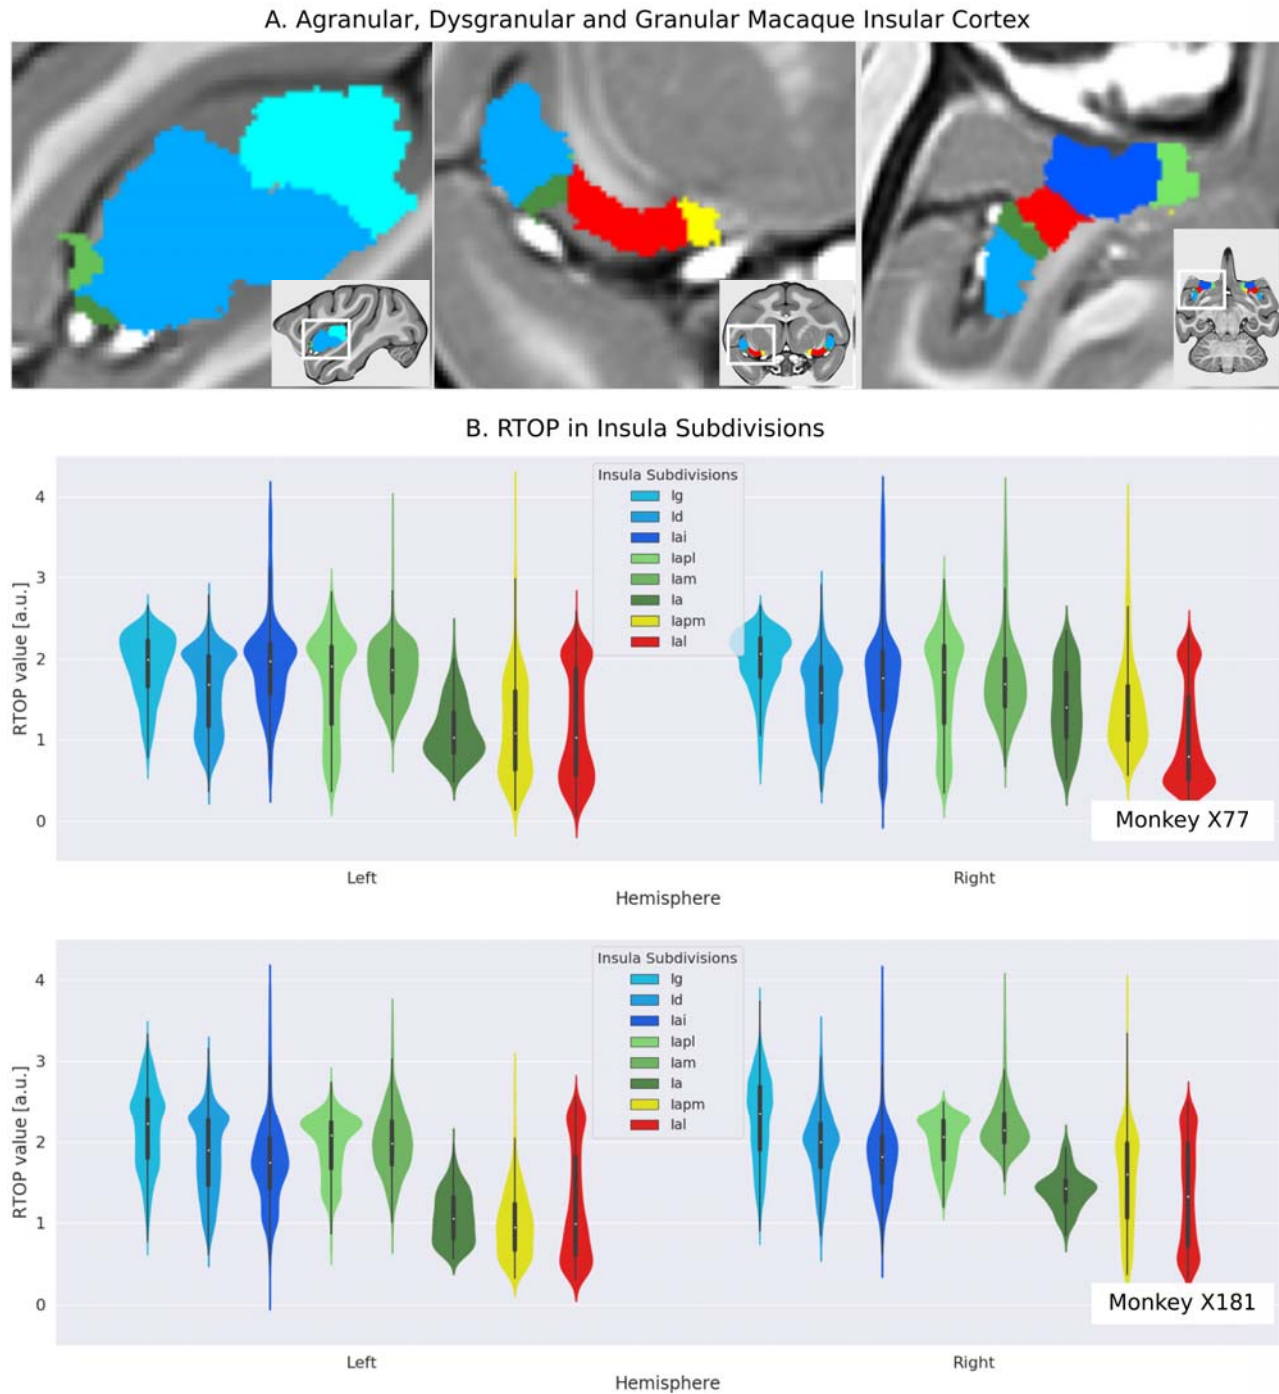 A. Agranular, Dysgranular and Granular Macaque Insular Cortex
B. RTOP in Insula Subdivisions
Insula Subdivisions
Ig
Id
Iai
Iapl
Iam
Ia
Iapm
Ial
4
3
2
1
0
RTOP value [a.u.]
Monkey X77
Left
Right
Hemisphere
Insula Subdivisions
Ig
Id
Iai
Iapl
Iam
Ia
Iapm
Ial
4
3
2
1
0
RTOP value [a.u.]
Monkey X181
Left
Right
Hemisphere